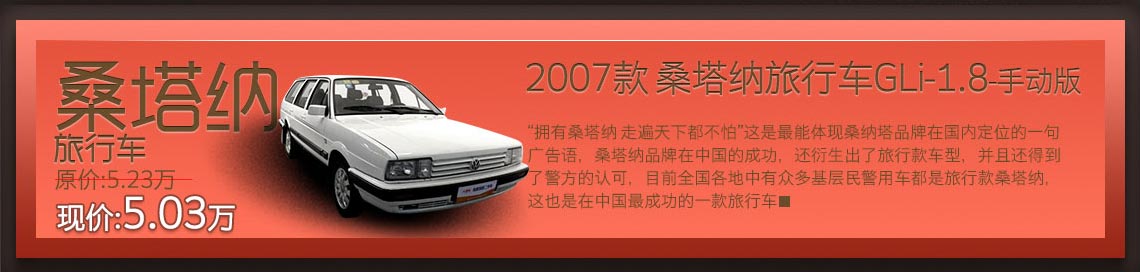 桑塔纳
旅行车
原价:5.23万
现价:5.03万
2007款 桑塔纳旅行车GLi-1.8-手动版
“拥有桑塔纳 走遍天下都不怕”这是最能体现桑纳塔品牌在国内定位的一句
广告语，桑塔纳品牌在中国的成功，还衍生出了旅行款车型，并且还得到
了警方的认可，目前全国各地中有众多基层民警用车都是旅行款桑塔纳，
这也是在中国最成功的一款旅行车■